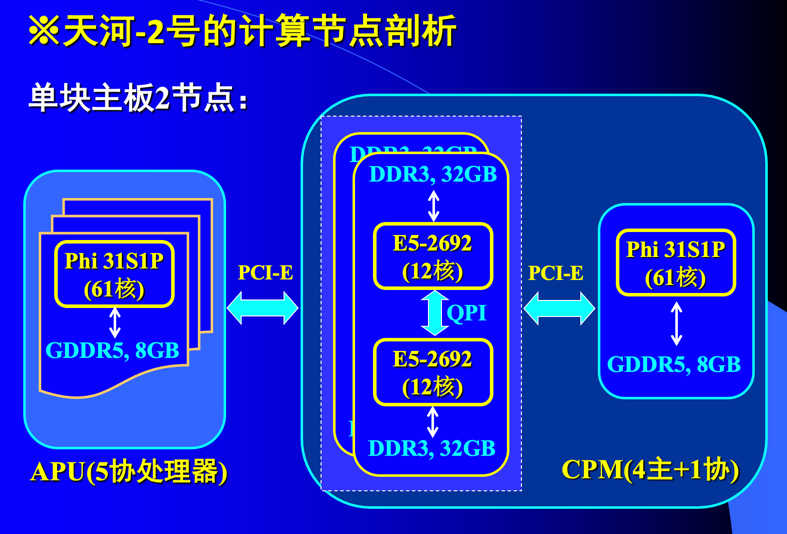 ※天河-2号的计算节点剖析
单块主板2节点：
DDR3, 32GB
DDR3, 32GB
E5-2692
(12核)
QPI
E5-2692
(12核)
DDR3, 32GB
Phi 31S1P
(61核)
GDDR5, 8GB
PCI-E
PCI-E
Phi 31S1P
(61核)
GDDR5, 8GB
APU(5协处理器)
CPM(4主+1协)